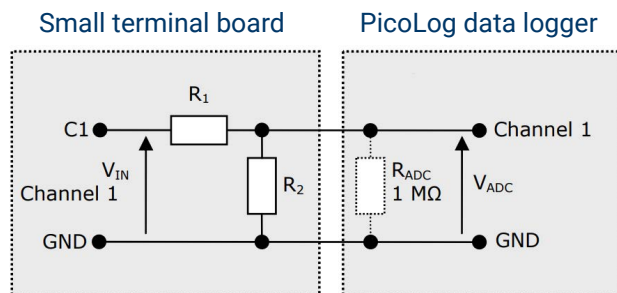 Small terminal board
PicoLog data logger
R1
C1
Channel 1
VIN
Channel 1
R2
RADC
1 MΩ
VADC
GND
GND